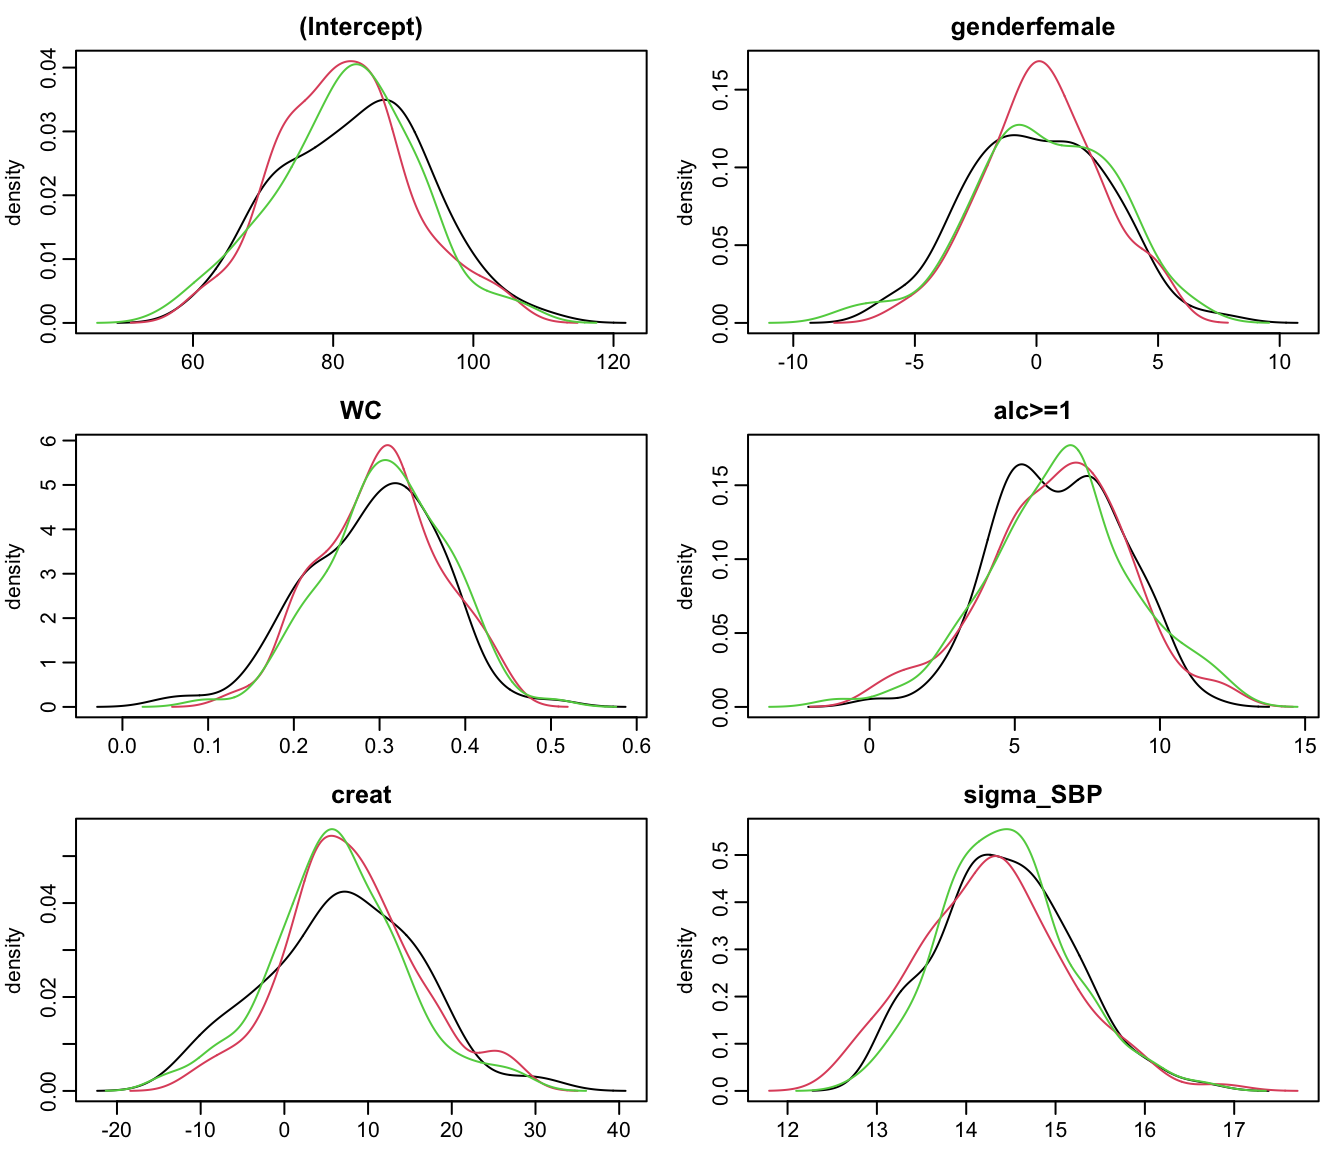 (Intercept)
density
0.00 0.01 0.02 0.03 0.04
60 80 100 120
genderfemale
density
0.00 0.05 0.10 0.15
-10 -5 0 5 10
WC
density
0 1 2 3 4 5 6
0.0 0.1 0.2 0.3 0.4 0.5 0.6
alc>=1
density
0.00 0.05 0.10 0.15
0 5 10 15
creat
density
0.00 0.02 0.04
-20 -10 0 10 20 30 40
sigma_SBP
density
0.0 0.1 0.2 0.3 0.4 0.5
12 13 14 15 16 17